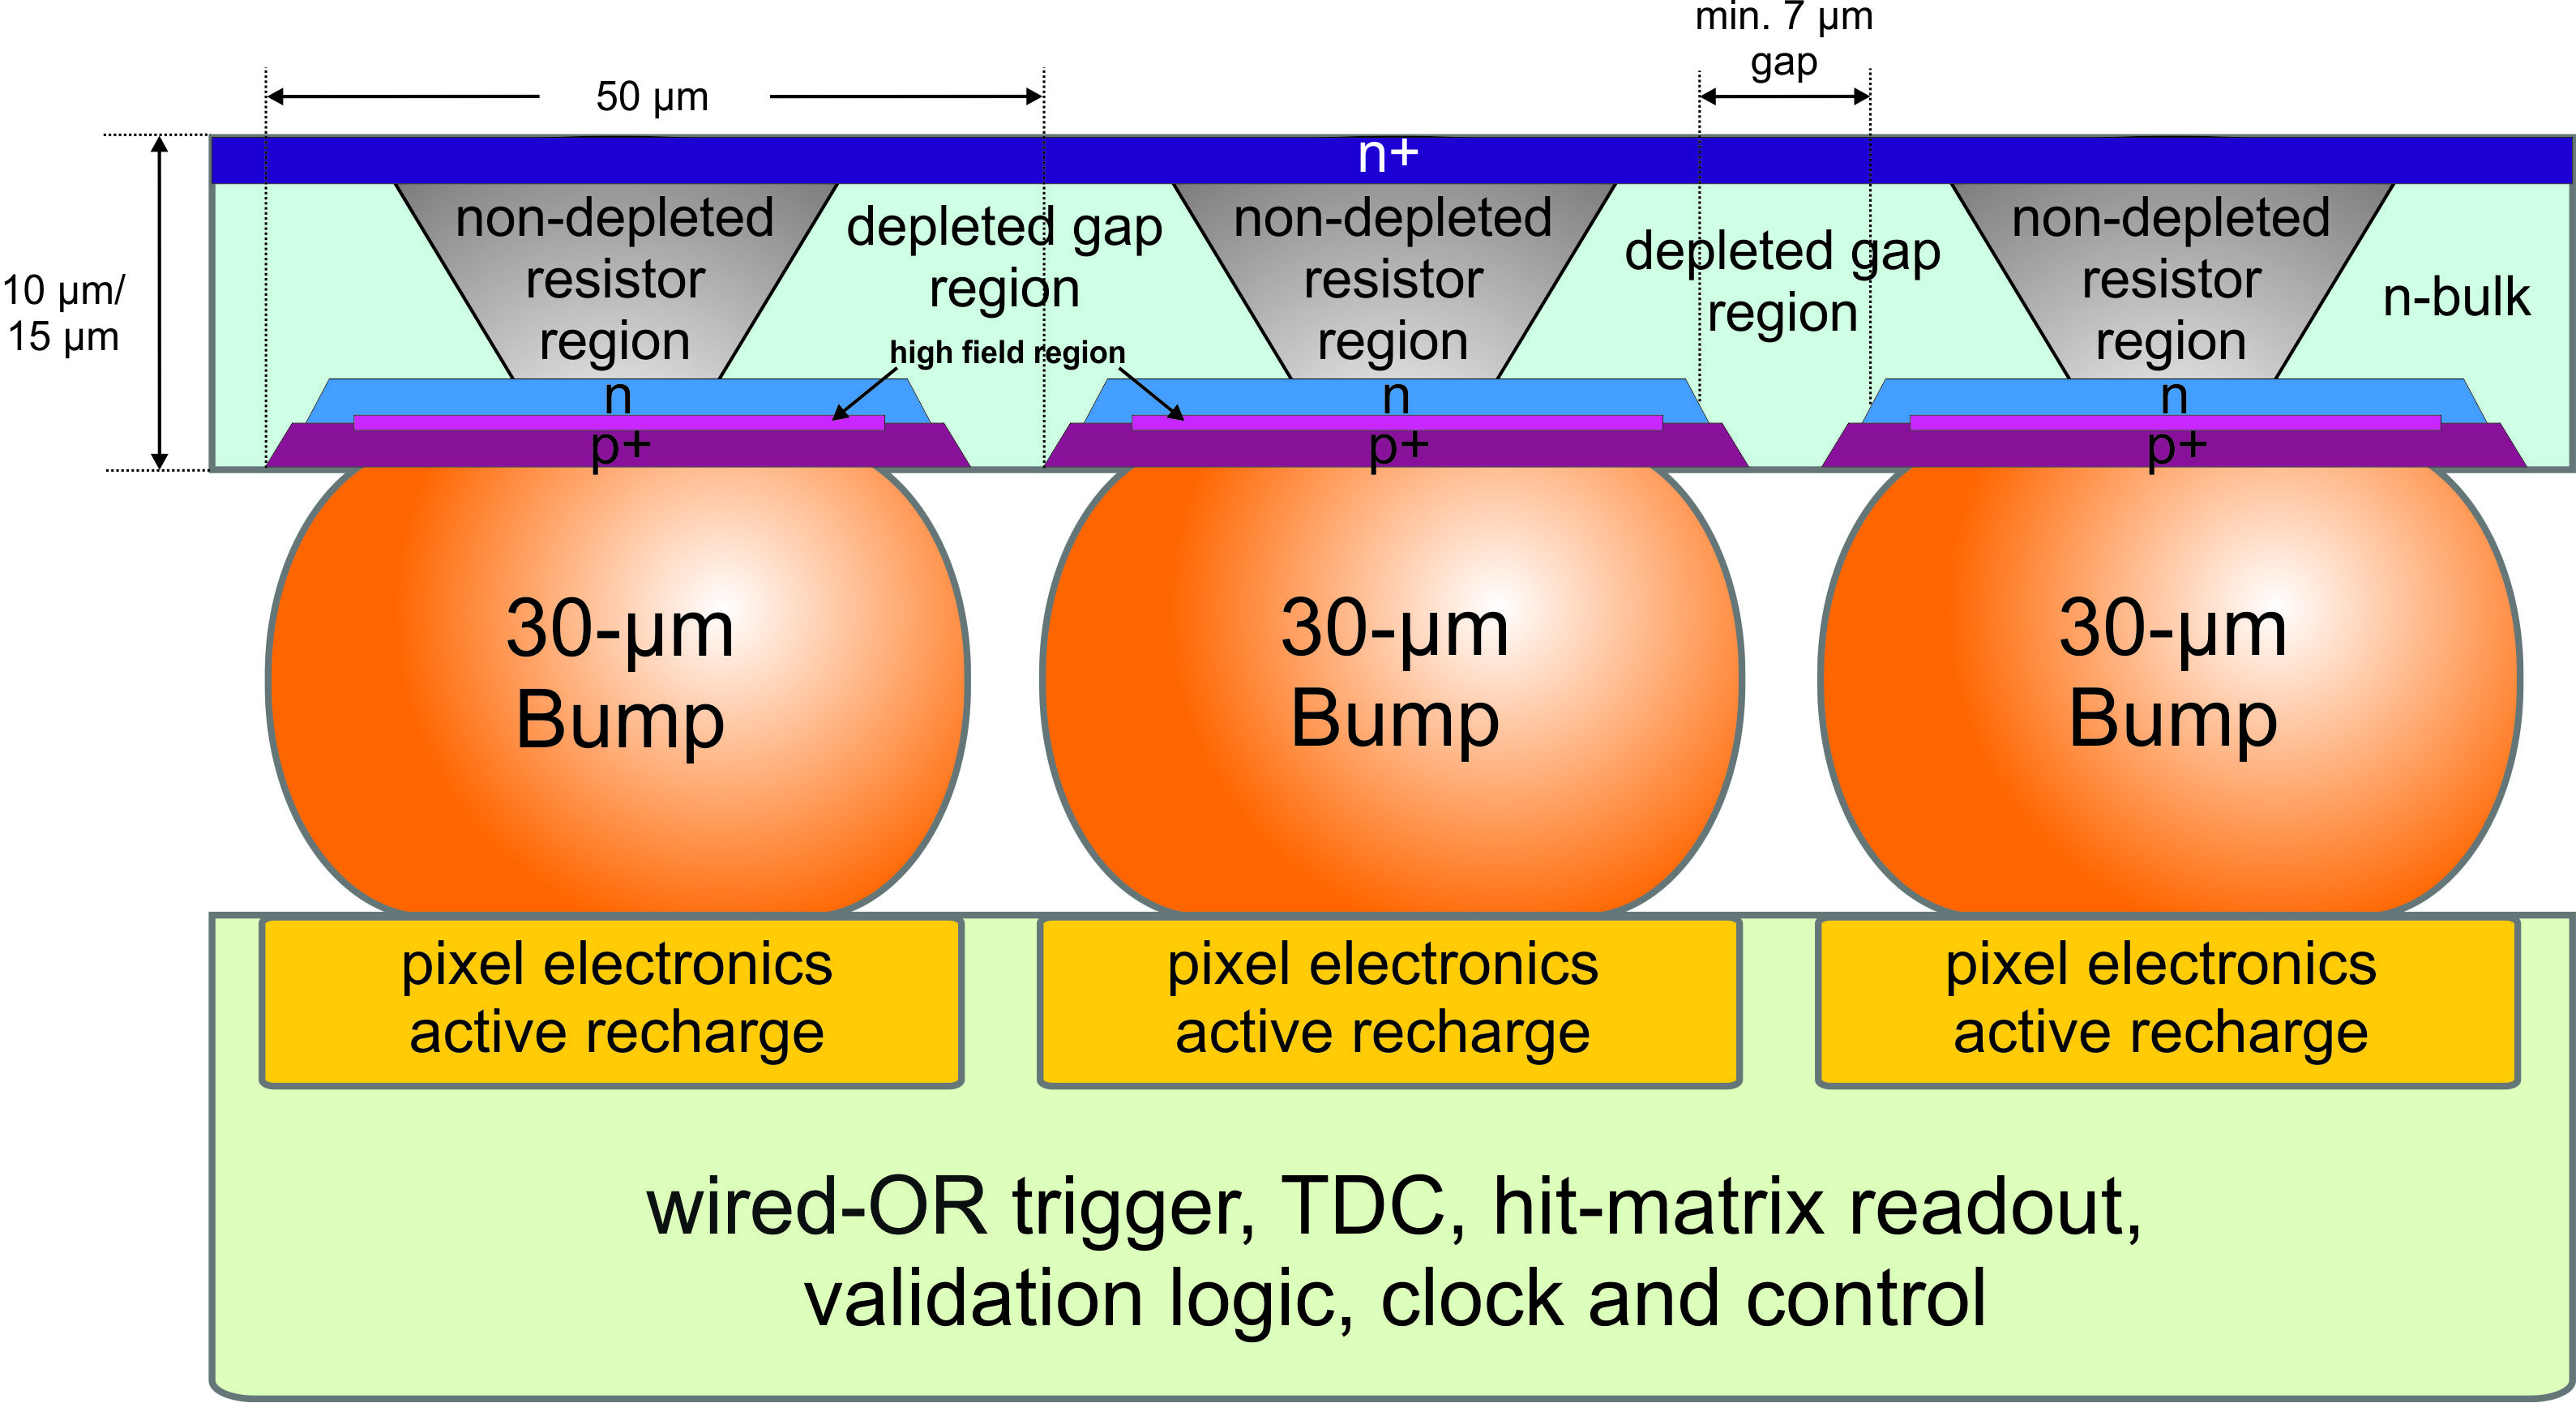 min. 7 µm
gap
50 µm
n+
10 µm/
15 µm
non-depleted
resistor
region
depleted gap
region
high field region
non-depleted
resistor
region
depleted gap
region
non-depleted
resistor
region
n-bulk
n
p+
n
p+
n
p+
30-µm
Bump
30-µm
Bump
30-µm
Bump
pixel electronics
active recharge
pixel electronics
active recharge
pixel electronics
active recharge
wired-OR trigger, TDC, hit-matrix readout,
validation logic, clock and control